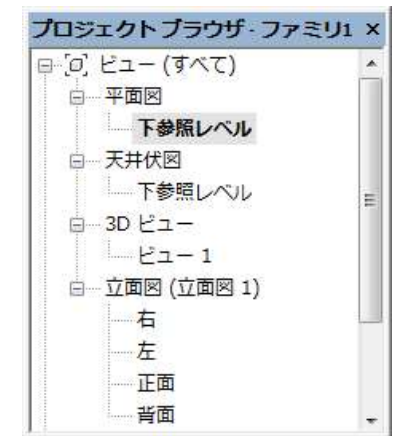 プロジェクト ブラウザ - ファミリ1
ビュー (すべて)
平面図
下参照レベル
天井伏図
下参照レベル
3D ビュー
ビュー 1
立面図 (立面図 1)
右
左
正面
背面